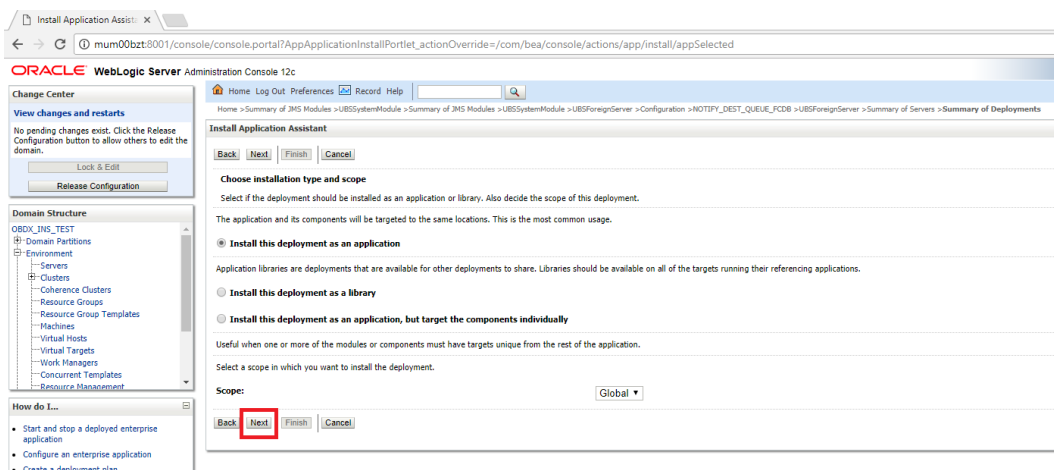 Install Application Assista
mum00bzt:8001/console/console.portal?AppApplicationInstallPortlet_actionOverride=/com/bea/console/actions/app/install/appSelected
ORACLE WebLogic Server Administration Console 12c
Change Center
View changes and restarts
No pending changes exist. Click the Release
Configuration button to allow others to edit the
domain.
Lock & Edit
Release Configuration
Domain Structure
OBDX_INS_TEST
Domain Partitions
Environment
Servers
Clusters
Coherence Clusters
Resource Groups
Resource Group Templates
Machines
Virtual Hosts
Virtual Targets
Work Managers
Concurrent Templates
Resource Management
How do I...
Start and stop a deployed enterprise
application
Configure an enterprise application
Create a deployment plan
Home Log Out Preferences Record Help
Home >Summary of JMS Modules >UBSSystemModule >Summary of JMS Modules >UBSSystemModule >UBSForeignServer >Configuration >NOTIFY_DEST_QUEUE_FCDB >UBSForeignServer >Summary of Servers >Summary of Deployments
Install Application Assistant
Back Next Finish Cancel
Choose installation type and scope
Select if the deployment should be installed as an application or library. Also decide the scope of this deployment.
The application and its components will be targeted to the same locations. This is the most common usage.
Install this deployment as an application
Application libraries are deployments that are available for other deployments to share. Libraries should be available on all of the targets running their referencing applications.
Install this deployment as a library
Install this deployment as an application, but target the components individually
Useful when one or more of the modules or components must have targets unique from the rest of the application.
Select a scope in which you want to install the deployment.
Scope: Global
Back Next Finish Cancel